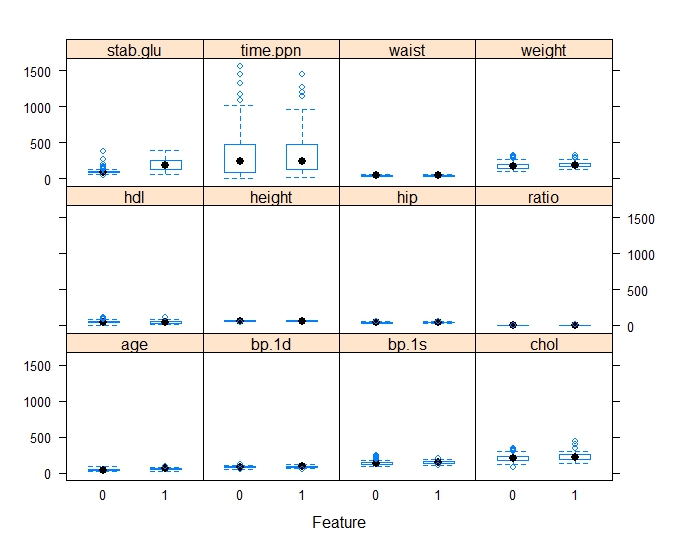 stab.glu time.ppn waist weight
1500
1000
500
0
hdl height hip ratio
1500
1000
500
0
age bp.1d bp.1s chol
1500
1000
500
0
0 1 0 1 0 1 0 1
Feature